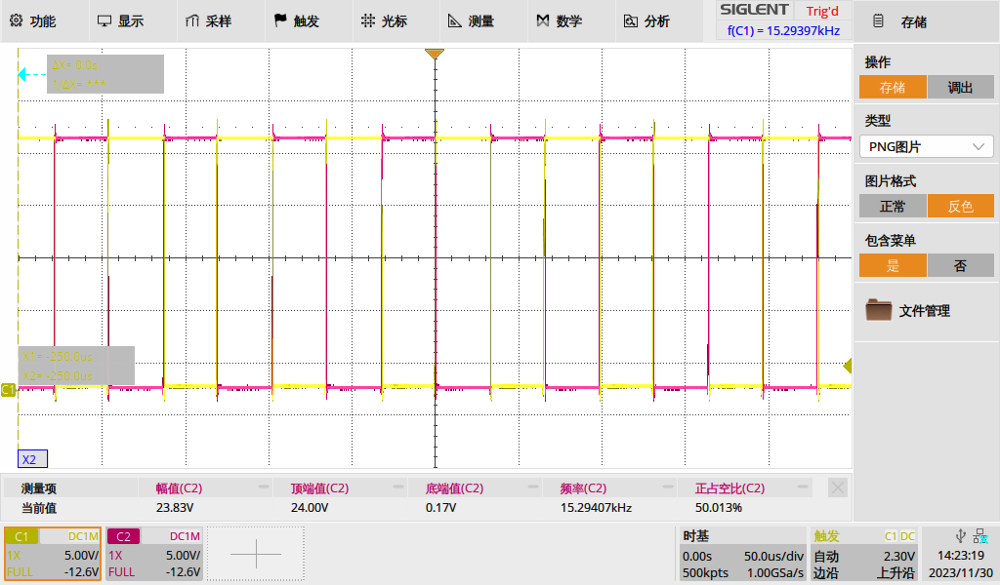 功能 显示 采样 触发 光标 测量 数学 分析 SIGLENT Trig'd 存储
f(C1) = 15.29397kHz
操作
存储 调出
类型
PNG图片
图片格式
正常 反色
包含菜单
是 否
文件管理
ΔX= 0.0s
1/ΔX= ***
X1= -250.0us
X2= -250.0us
C1
X2
测量项 幅值(C2) 顶端值(C2) 底端值(C2) 频率(C2) 正占空比(C2)
当前值 23.83V 24.00V 0.17V 15.29407kHz 50.013%
C1 DC1M C2 DC1M 时基 触发 C1 DC
1X 5.00V/ 1X 5.00V/ 0.00s 50.0us/div 自动 2.30V 14:23:19
FULL -12.6V FULL -12.6V 500kpts 1.00GSa/s 边沿 上升沿 2023/11/30